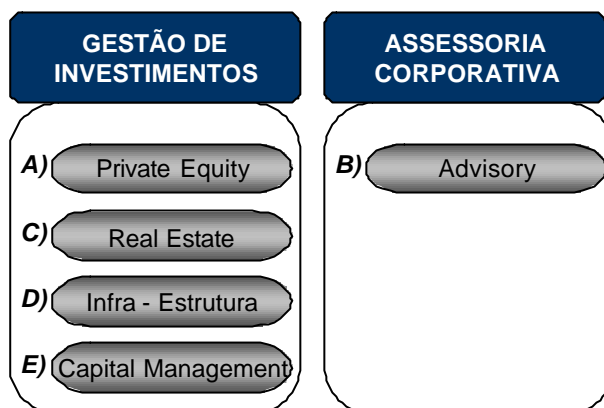 GESTÃO DE
INVESTIMENTOS
ASSESSORIA
CORPORATIVA
A) Private Equity
B) Advisory
C) Real Estate
D) Infra - Estrutura
E) Capital Management